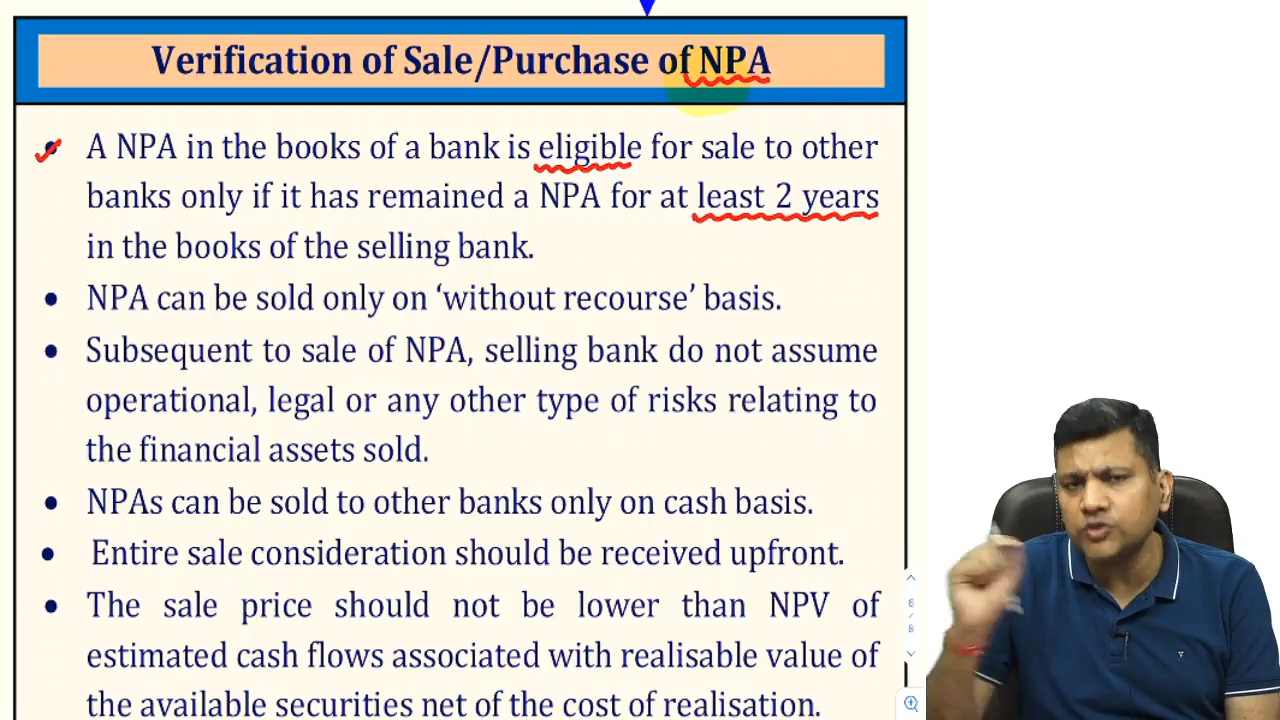 Verification of Sale/Purchase of NPA
• A NPA in the books of a bank is eligible for sale to other
banks only if it has remained a NPA for at least 2 years
in the books of the selling bank.
• NPA can be sold only on ‘without recourse’ basis.
• Subsequent to sale of NPA, selling bank do not assume
operational, legal or any other type of risks relating to
the financial assets sold.
• NPAs can be sold to other banks only on cash basis.
• Entire sale consideration should be received upfront.
• The sale price should not be lower than NPV of
estimated cash flows associated with realisable value of
the available securities net of the cost of realisation.
6
/
8